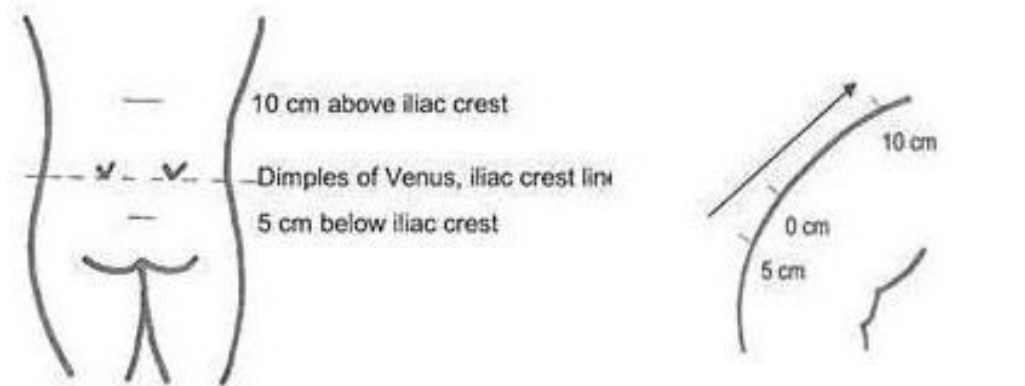 10 cm above iliac crest
Dimples of Venus, iliac crest line
5 cm below iliac crest
10 cm
0 cm
5 cm